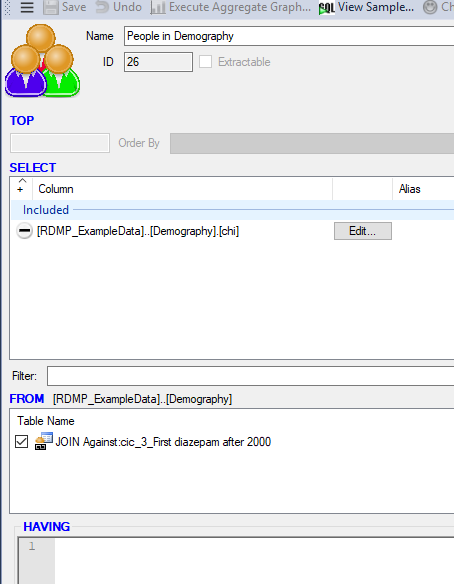 Save Undo Execute Aggregate Graph... SQL View Sample... Ch
Name People in Demography
ID 26 Extractable
TOP
Order By
SELECT
+ Column Alias
Included
[RDMP_ExampleData]..[Demography].[chi] Edit...
Filter:
FROM [RDMP_ExampleData]..[Demography]
Table Name
JOIN Against:cic_3_First diazepam after 2000
HAVING
1